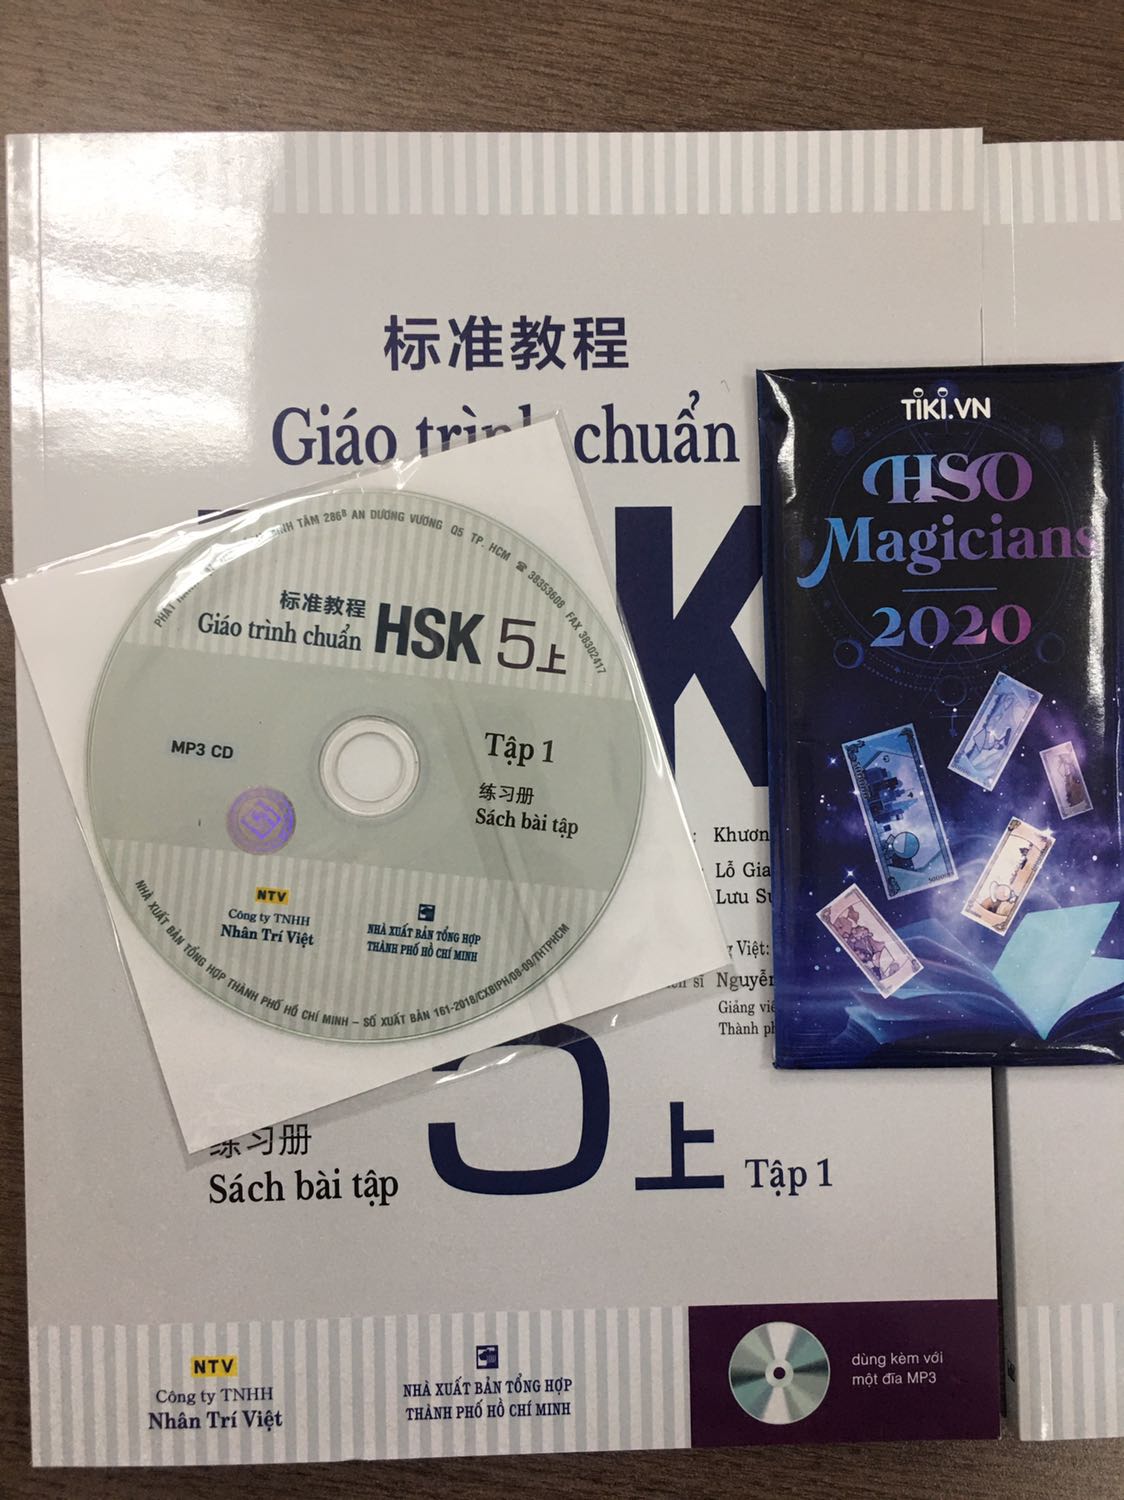 标准教程
Giáo trình chuẩn
K
: Khươn
Lỗ Gia
Lưu Sư
g Việt:
sĩ Nguyễ
Giảng viê
Thành ph
练习册
Sách bài tập
5上 Tập 1
NTV
Công ty TNHH
Nhân Trí Việt
NHÀ XUẤT BẢN TỔNG HỢP
THÀNH PHỐ HỒ CHÍ MINH
dùng kèm với
một đĩa MP3
TÂM 286B AN DƯƠNG VƯƠNG Q5 TP. HCM ☎ 38353608 FAX 38302417
标准教程
Giáo trình chuẩn HSK 5上
MP3 CD
Tập 1
练习册
Sách bài tập
NTV
Công ty TNHH
Nhân Trí Việt
NHÀ XUẤT BẢN TỔNG HỢP
THÀNH PHỐ HỒ CHÍ MINH
NHÀ XUẤT BẢN TỔNG HỢP THÀNH PHỐ HỒ CHÍ MINH – SỐ XUẤT BẢN 161-2018/CXBIPH/08-09/THTPHCM
TIKI.VN
HSO
Magicians
2020